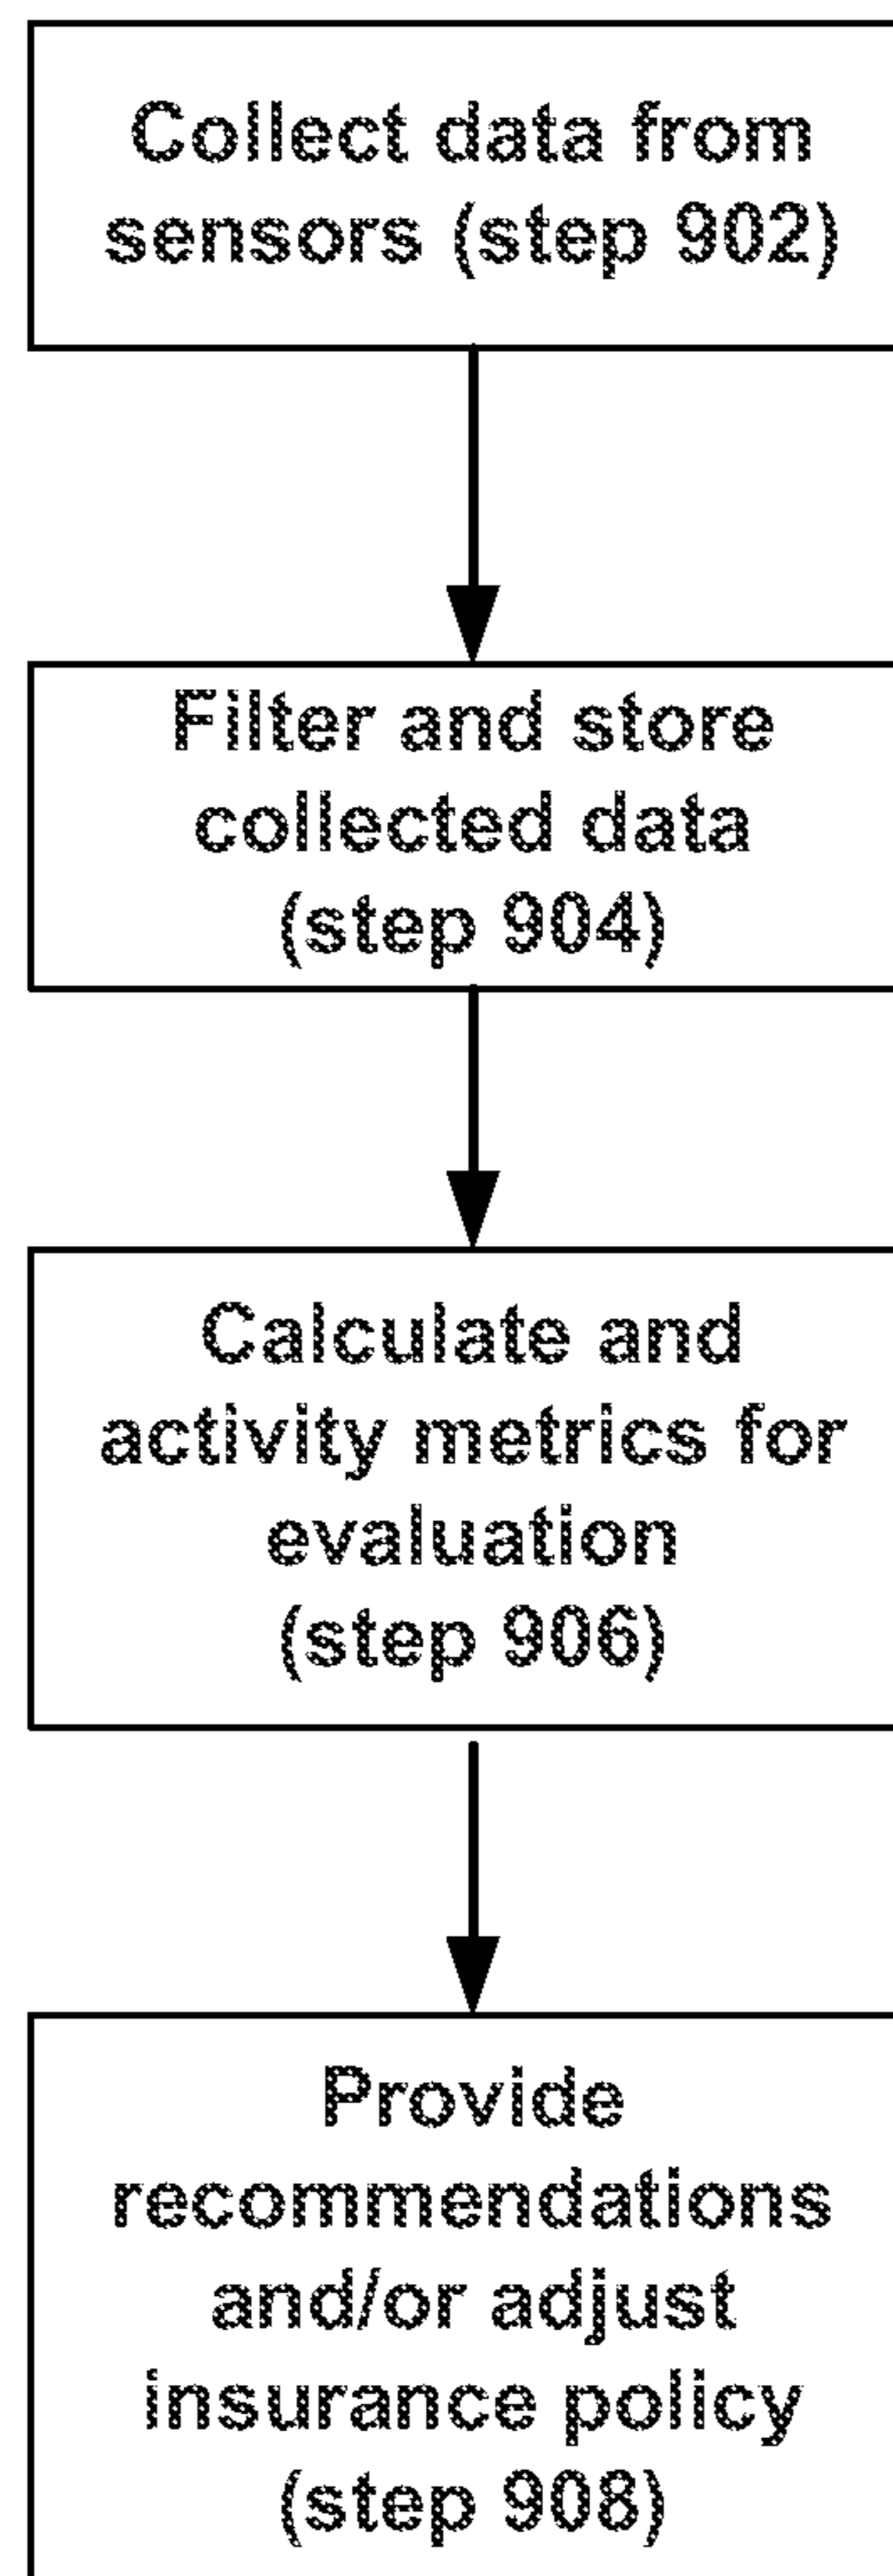 Collect data from
sensors (step 902)
Filter and store
collected data
(step 904)
Calculate and
activity metrics for
evaluation
(step 906)
Provide
recommendations
and/or adjust
insurance policy
(step 908)